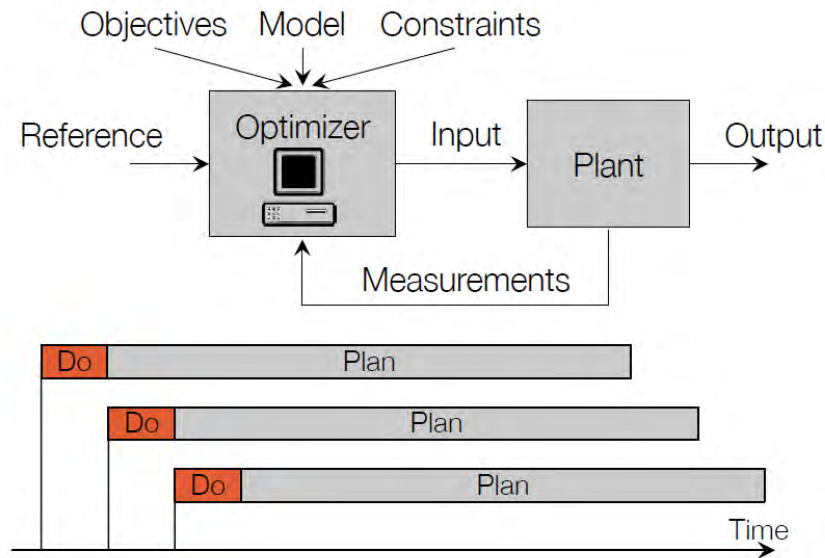 Objectives Model Constraints
Reference Optimizer Input Plant Output
Measurements
Do Plan
Do Plan
Do Plan
Time